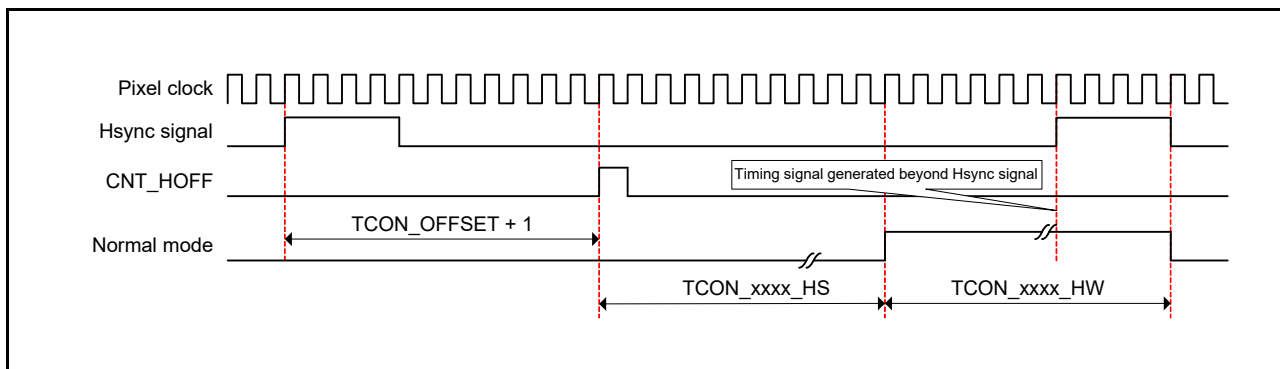 Pixel clock
Hsync signal
CNT_HOFF
Timing signal generated beyond Hsync signal
TCON_OFFSET + 1
Normal mode
TCON_xxxx_HS
TCON_xxxx_HW